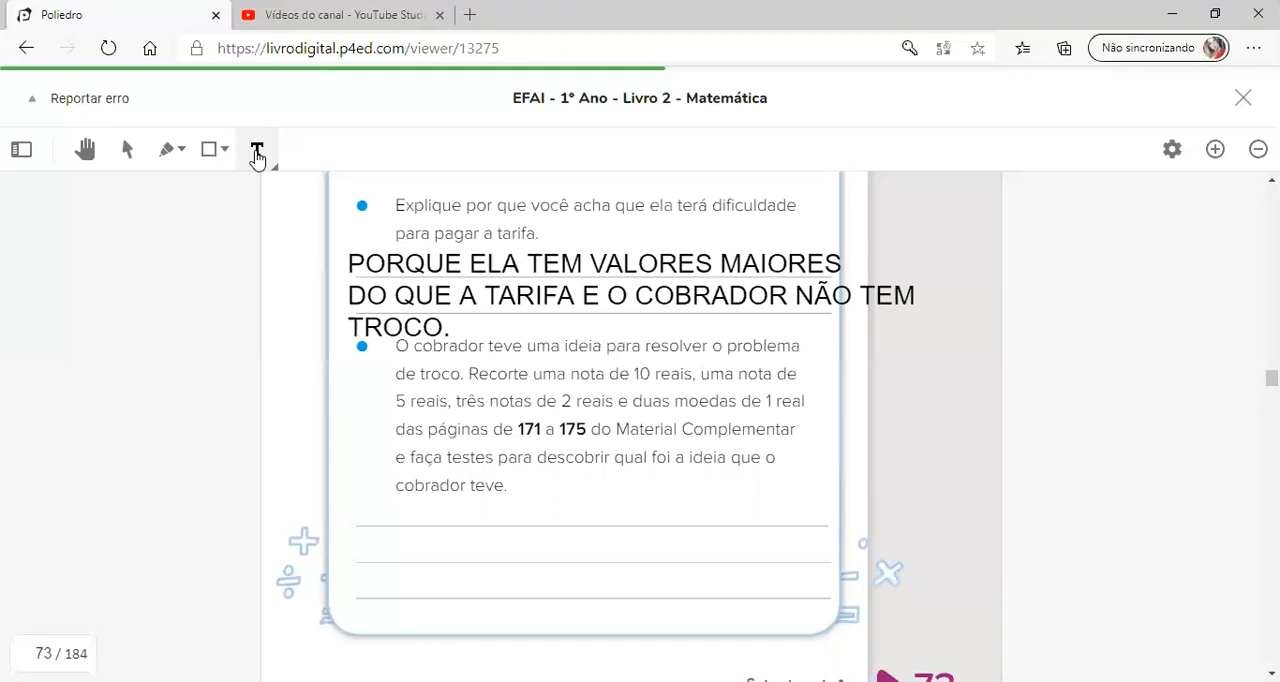 Poliedro
Vídeos do canal - YouTube Stud
https://livrodigital.p4ed.com/viewer/13275
Não sincronizando
Reportar erro
EFAI - 1º Ano - Livro 2 - Matemática
T
Explique por que você acha que ela terá dificuldade
para pagar a tarifa.
PORQUE ELA TEM VALORES MAIORES
DO QUE A TARIFA E O COBRADOR NÃO TEM
TROCO.
O cobrador teve uma ideia para resolver o problema
de troco. Recorte uma nota de 10 reais, uma nota de
5 reais, três notas de 2 reais e duas moedas de 1 real
das páginas de 171 a 175 do Material Complementar
e faça testes para descobrir qual foi a ideia que o
cobrador teve.
73 / 184
73